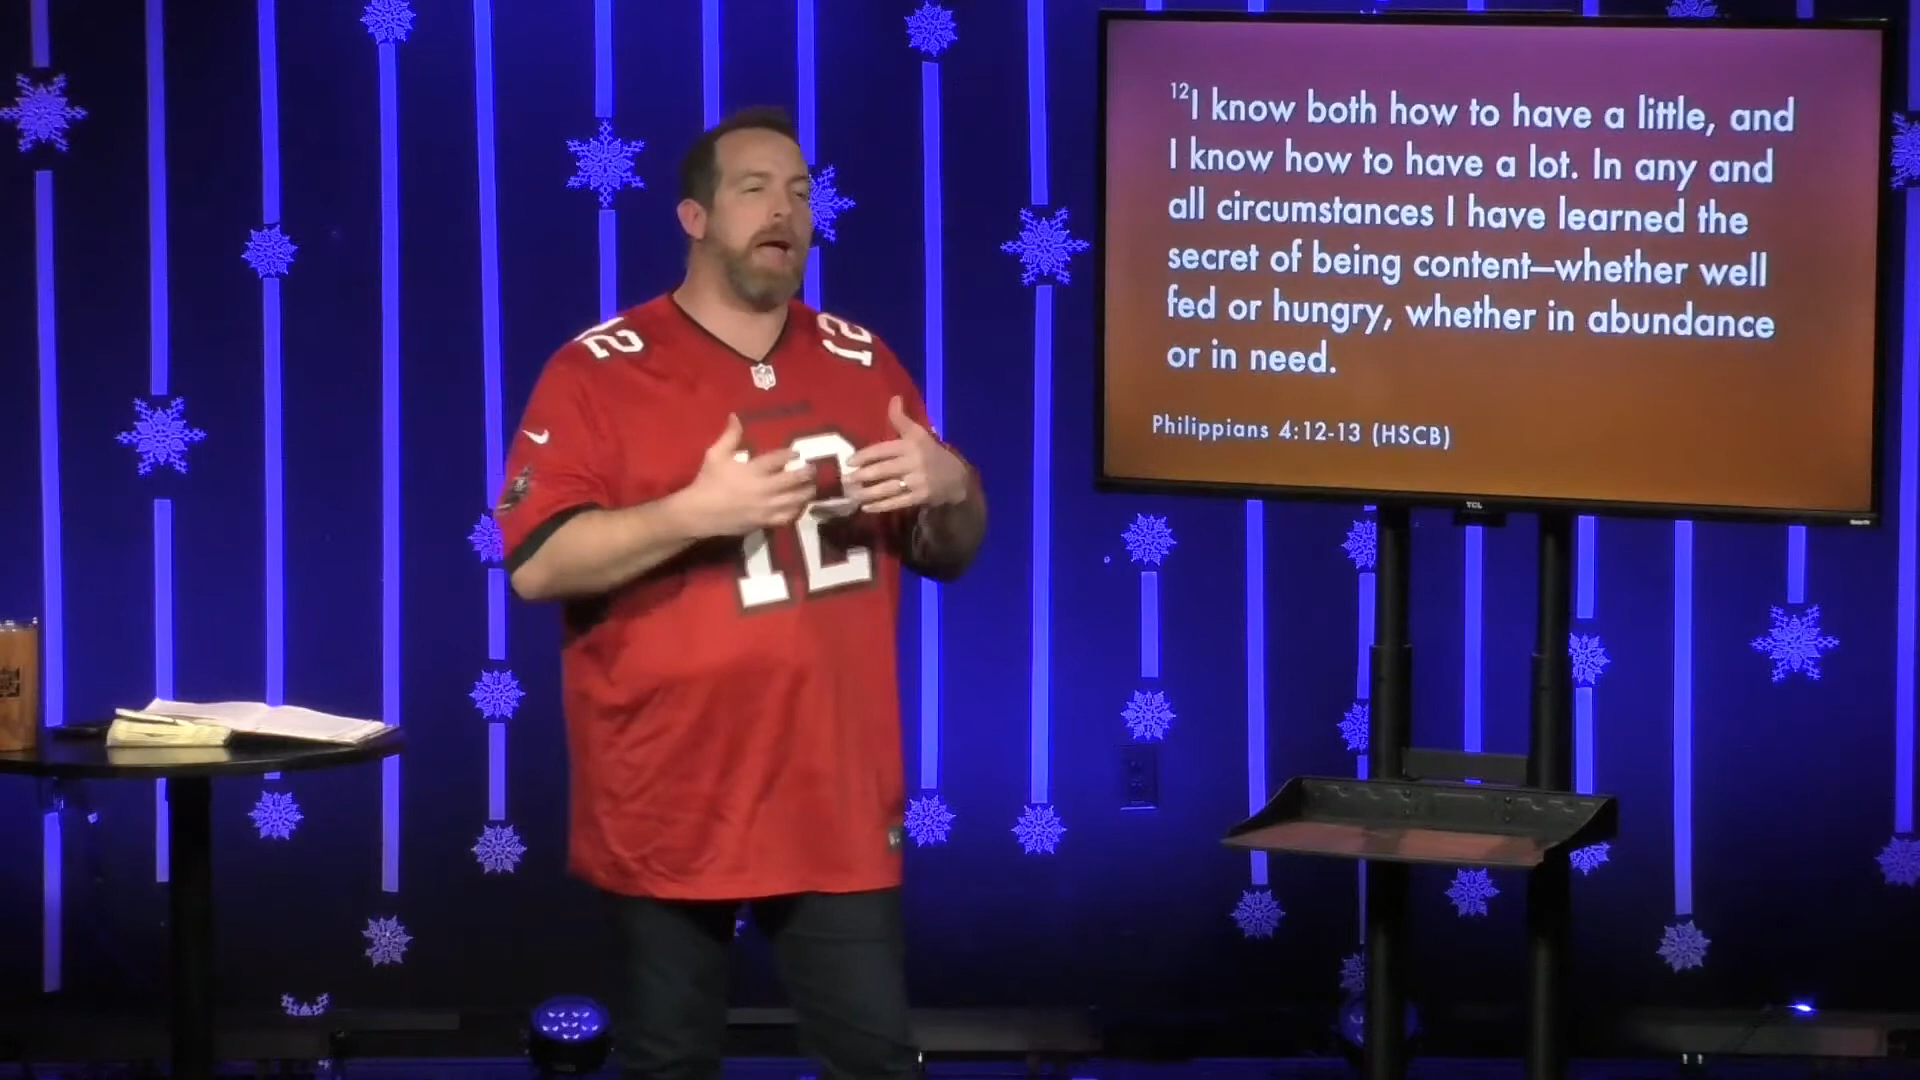 12I know both how to have a little, and
I know how to have a lot. In any and
all circumstances I have learned the
secret of being content—whether well
fed or hungry, whether in abundance
or in need.
Philippians 4:12-13 (HSCB)
TCL
12
12
NFL
12